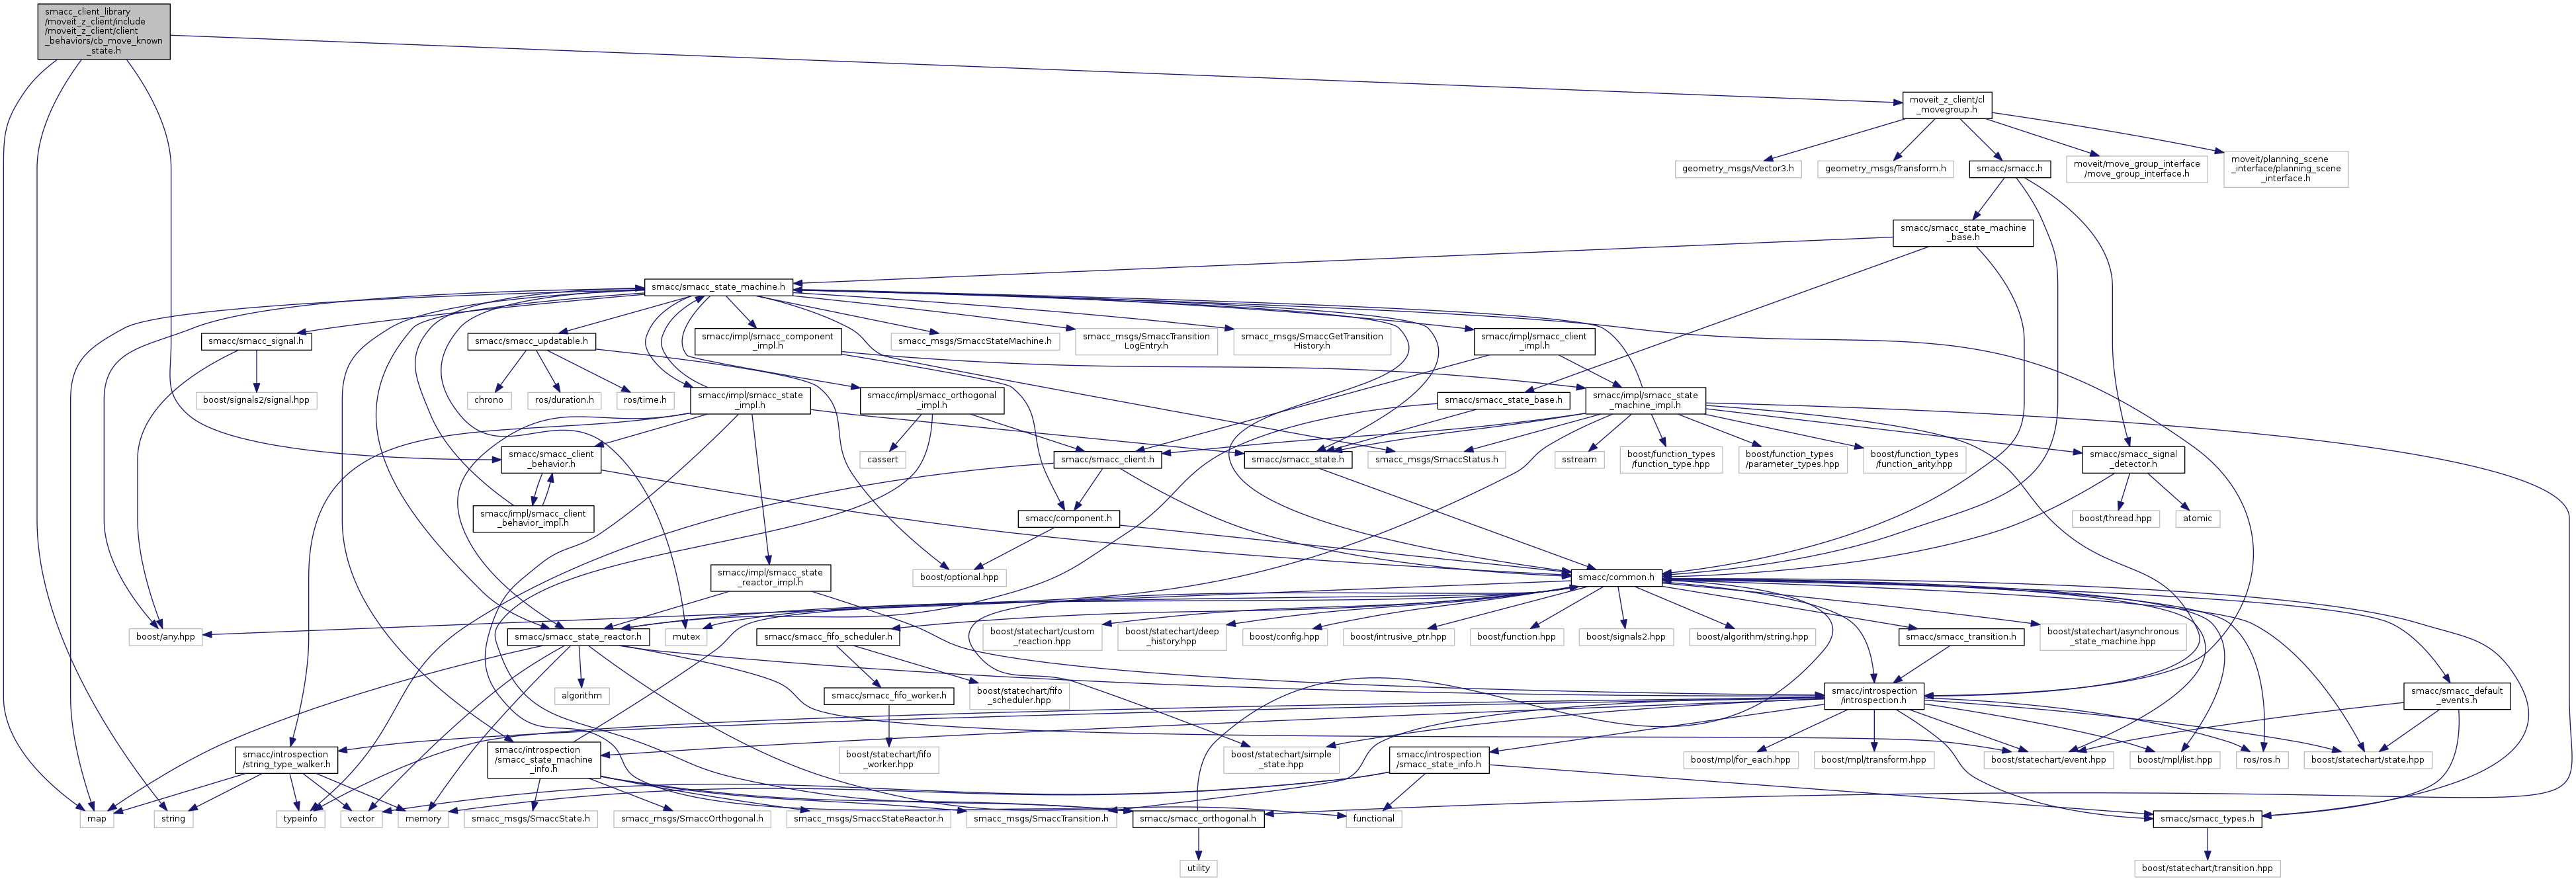 smacc_client_library
/moveit_z_client/include
/moveit_z_client/client
_behaviors/cb_move_known
_state.h
moveit_z_client/cl
_movegroup.h
geometry_msgs/Vector3.h
geometry_msgs/Transform.h
smacc/smacc.h
moveit/move_group_interface
/move_group_interface.h
moveit/planning_scene
_interface/planning_scene
_interface.h
smacc/smacc_state_machine
_base.h
smacc/smacc_state_machine.h
smacc/smacc_signal.h
smacc/smacc_updatable.h
smacc/impl/smacc_component
_impl.h
smacc_msgs/SmaccStateMachine.h
smacc_msgs/SmaccTransition
LogEntry.h
smacc_msgs/SmaccGetTransition
History.h
smacc/impl/smacc_client
_impl.h
boost/signals2/signal.hpp
chrono
ros/duration.h
ros/time.h
smacc/impl/smacc_state
_impl.h
smacc/impl/smacc_orthogonal
_impl.h
smacc/smacc_state_base.h
smacc/impl/smacc_state
_machine_impl.h
smacc/smacc_client
_behavior.h
cassert
smacc/smacc_client.h
smacc/smacc_state.h
smacc_msgs/SmaccStatus.h
sstream
boost/function_types
/function_type.hpp
boost/function_types
/parameter_types.hpp
boost/function_types
/function_arity.hpp
smacc/smacc_signal
_detector.h
smacc/impl/smacc_client
_behavior_impl.h
smacc/component.h
boost/thread.hpp
atomic
smacc/impl/smacc_state
_reactor_impl.h
boost/optional.hpp
smacc/common.h
boost/any.hpp
smacc/smacc_state_reactor.h
mutex
smacc/smacc_fifo_scheduler.h
boost/statechart/custom
_reaction.hpp
boost/statechart/deep
_history.hpp
boost/config.hpp
boost/intrusive_ptr.hpp
boost/function.hpp
boost/signals2.hpp
boost/algorithm/string.hpp
smacc/smacc_transition.h
boost/statechart/asynchronous
_state_machine.hpp
algorithm
smacc/smacc_fifo_worker.h
boost/statechart/fifo
_scheduler.hpp
smacc/introspection
/introspection.h
smacc/smacc_default
_events.h
smacc/introspection
/string_type_walker.h
smacc/introspection
/smacc_state_machine
_info.h
boost/statechart/fifo
_worker.hpp
boost/statechart/simple
_state.hpp
smacc/introspection
/smacc_state_info.h
boost/mpl/for_each.hpp
boost/mpl/transform.hpp
boost/statechart/event.hpp
boost/mpl/list.hpp
ros/ros.h
boost/statechart/state.hpp
map
string
typeinfo
vector
memory
smacc_msgs/SmaccState.h
smacc_msgs/SmaccOrthogonal.h
smacc_msgs/SmaccStateReactor.h
smacc_msgs/SmaccTransition.h
smacc/smacc_orthogonal.h
functional
smacc/smacc_types.h
utility
boost/statechart/transition.hpp